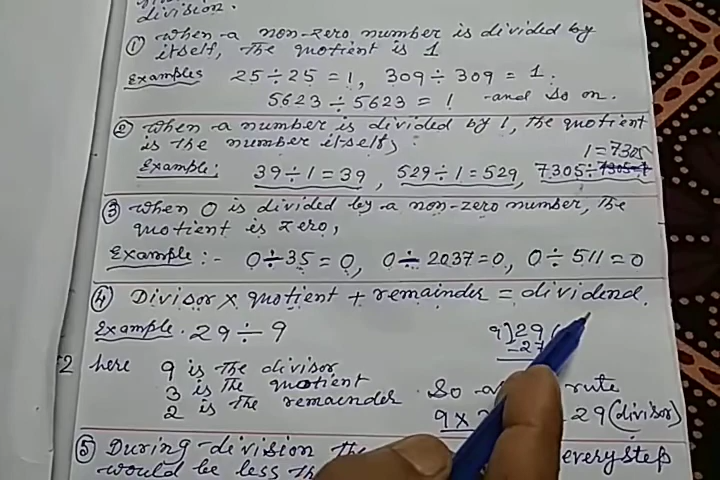 division.
① when a non-zero number is divided by
itself, the quotient is 1
Examples 25 ÷ 25 = 1, 309 ÷ 309 = 1.
5623 ÷ 5623 = 1 and so on.
② when a number is divided by 1, the quotient
is the number itself;
1 = 7305
Example: 39 ÷ 1 = 39, 529 ÷ 1 = 529, 7305 ÷
③ when 0 is divided by a non-zero number, the
quotient is zero,
Example :- 0 ÷ 35 = 0, 0 ÷ 2037 = 0, 0 ÷ 511 = 0
④ Divisor × quotient + remainder = dividend.
Example. 29 ÷ 9
9)29(
-27
2 here 9 is the divisor
3 is the quotient
2 is the remainder. So
rute
9 × 29 (divisor)
⑤ During division the every step
would be less